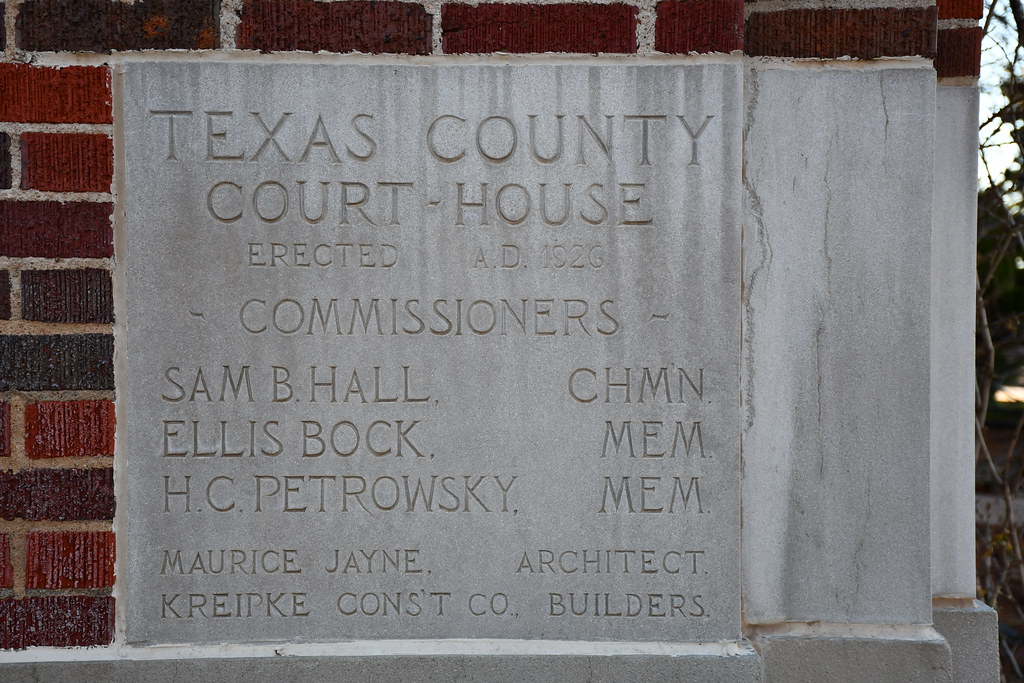 TEXAS COUNTY
COURT-HOUSE
ERECTED A.D. 1926
- COMMISSIONERS -
SAM B. HALL, CHM'N.
ELLIS BOCK, MEM.
H.C. PETROWSKY, MEM.
MAURICE JAYNE, ARCHITECT.
KREIPKE CONS'T CO., BUILDERS.